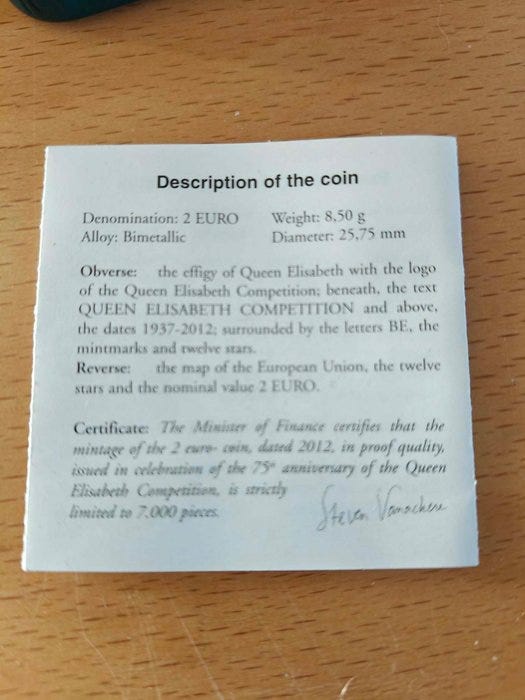 Description of the coin
Denomination: 2 EURO Weight: 8,50 g
Alloy: Bimetallic Diameter: 25,75 mm
Obverse: the effigy of Queen Elisabeth with the logo
of the Queen Elisabeth Competition; beneath, the text
QUEEN ELISABETH COMPETITION and above,
the dates 1937-2012; surrounded by the letters BE, the
mintmarks and twelve stars.
Reverse: the map of the European Union, the twelve
stars and the nominal value 2 EURO.
Certificate: The Minister of Finance certifies that the
mintage of the 2 euro- coin, dated 2012, in proof quality,
issued in celebration of the 75th anniversary of the Queen
Elisabeth Competition, is strictly
limited to 7.000 pieces.
Steven Vanackere